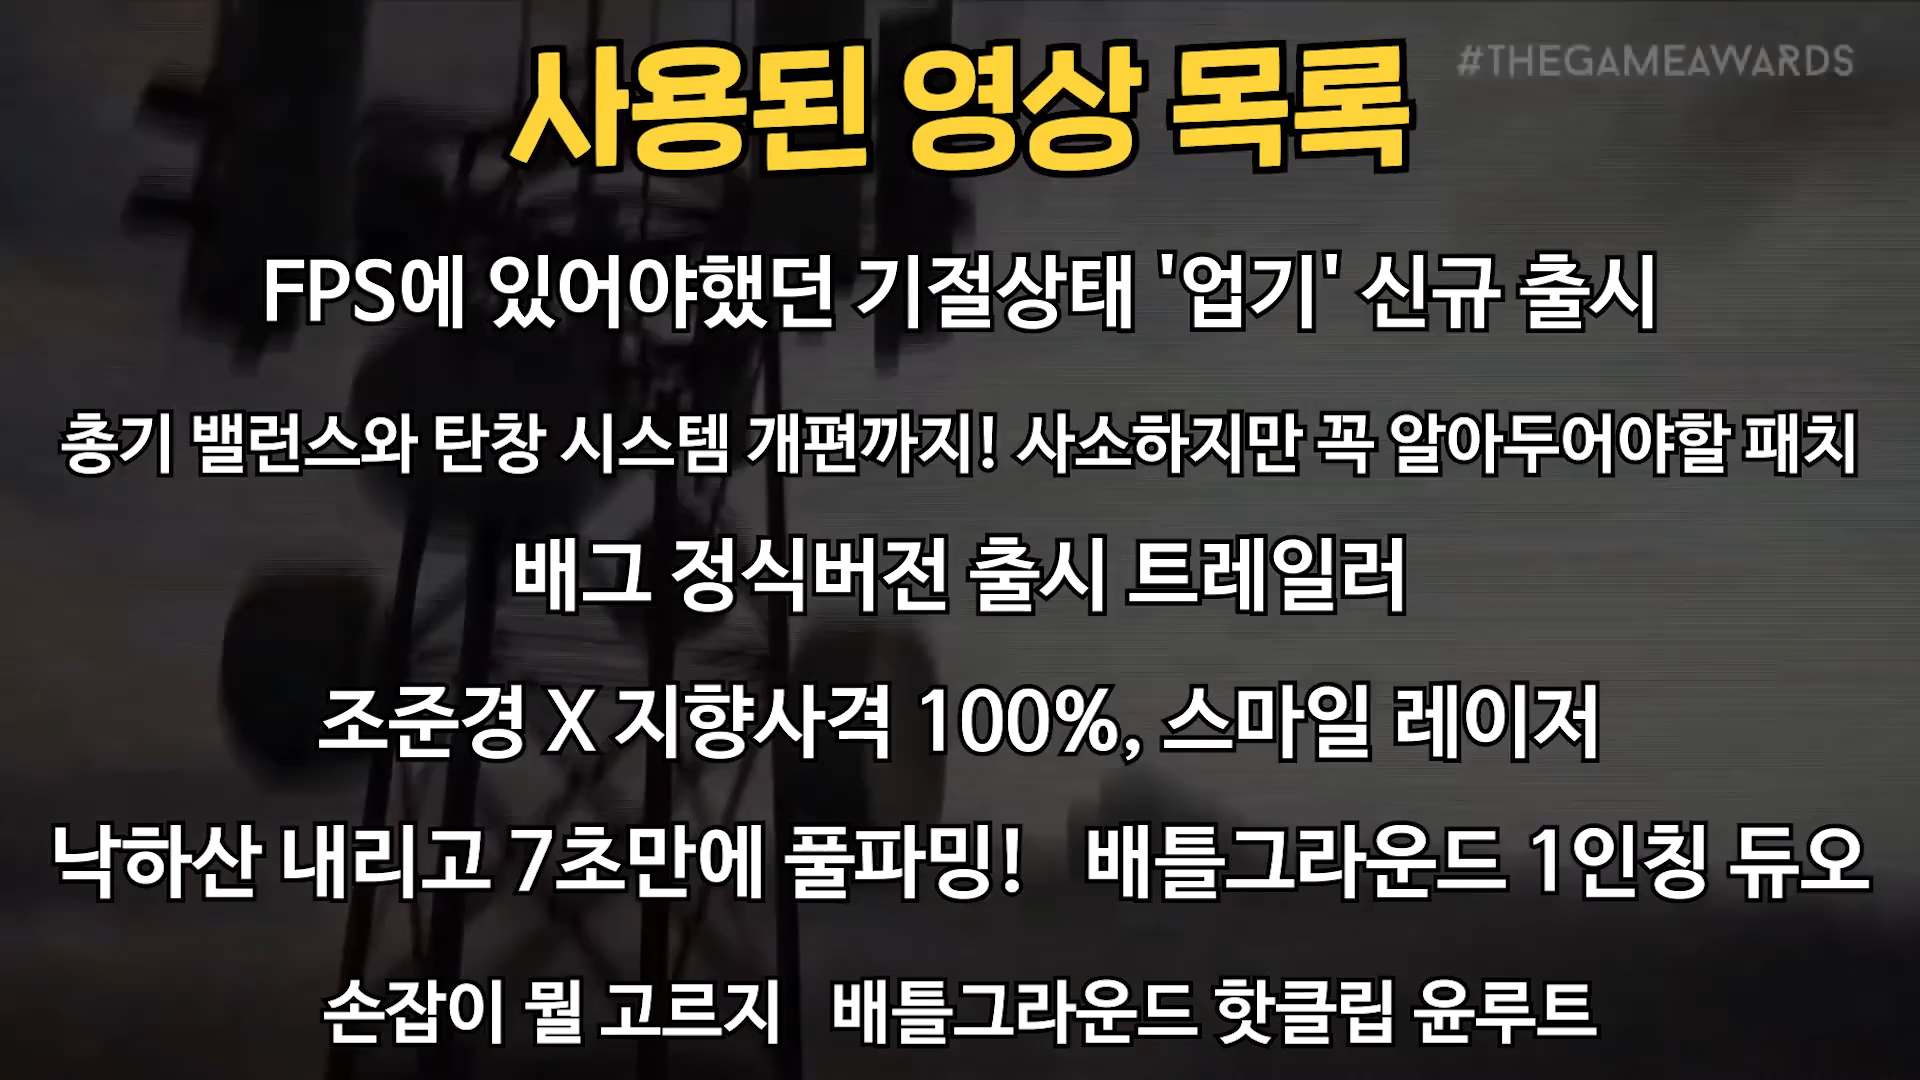 사용된 영상 목록
#THEGAMEAWARDS
FPS에 있어야했던 기절상태 '업기' 신규 출시
총기 밸런스와 탄창 시스템 개편까지! 사소하지만 꼭 알아두어야할 패치
배그 정식버전 출시 트레일러
조준경 X 지향사격 100%, 스마일 레이저
낙하산 내리고 7초만에 풀파밍! 배틀그라운드 1인칭 듀오
손잡이 뭘 고르지 배틀그라운드 핫클립 윤루트